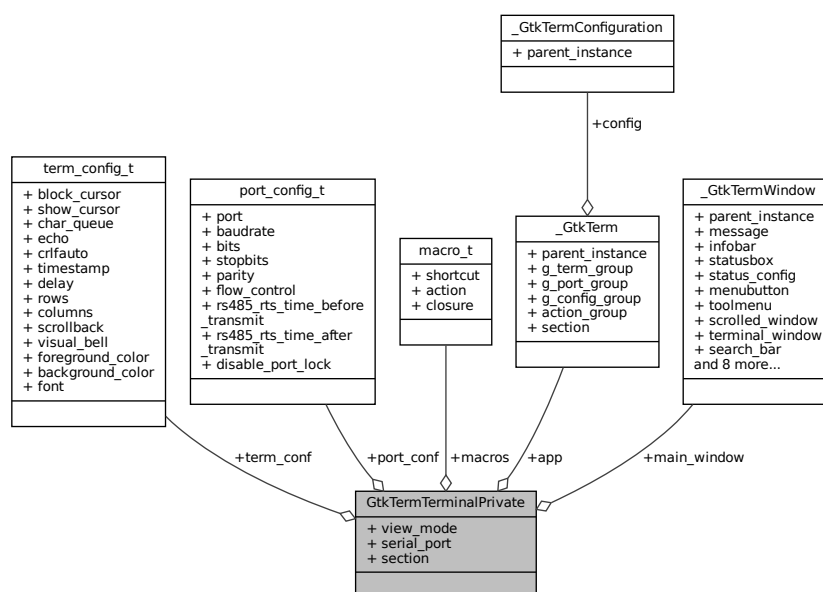 _GtkTermConfiguration
+ parent_instance
+config
term_config_t
+ block_cursor
+ show_cursor
+ char_queue
+ echo
+ crlfauto
+ timestamp
+ delay
+ rows
+ columns
+ scrollback
+ visual_bell
+ foreground_color
+ background_color
+ font
port_config_t
+ port
+ baudrate
+ bits
+ stopbits
+ parity
+ flow_control
+ rs485_rts_time_before
_transmit
+ rs485_rts_time_after
_transmit
+ disable_port_lock
macro_t
+ shortcut
+ action
+ closure
_GtkTerm
+ parent_instance
+ g_term_group
+ g_port_group
+ g_config_group
+ action_group
+ section
_GtkTermWindow
+ parent_instance
+ message
+ infobar
+ statusbox
+ status_config
+ menubutton
+ toolmenu
+ scrolled_window
+ terminal_window
+ search_bar
and 8 more...
+term_conf
+port_conf
+macros
+app
+main_window
GtkTermTerminalPrivate
+ view_mode
+ serial_port
+ section